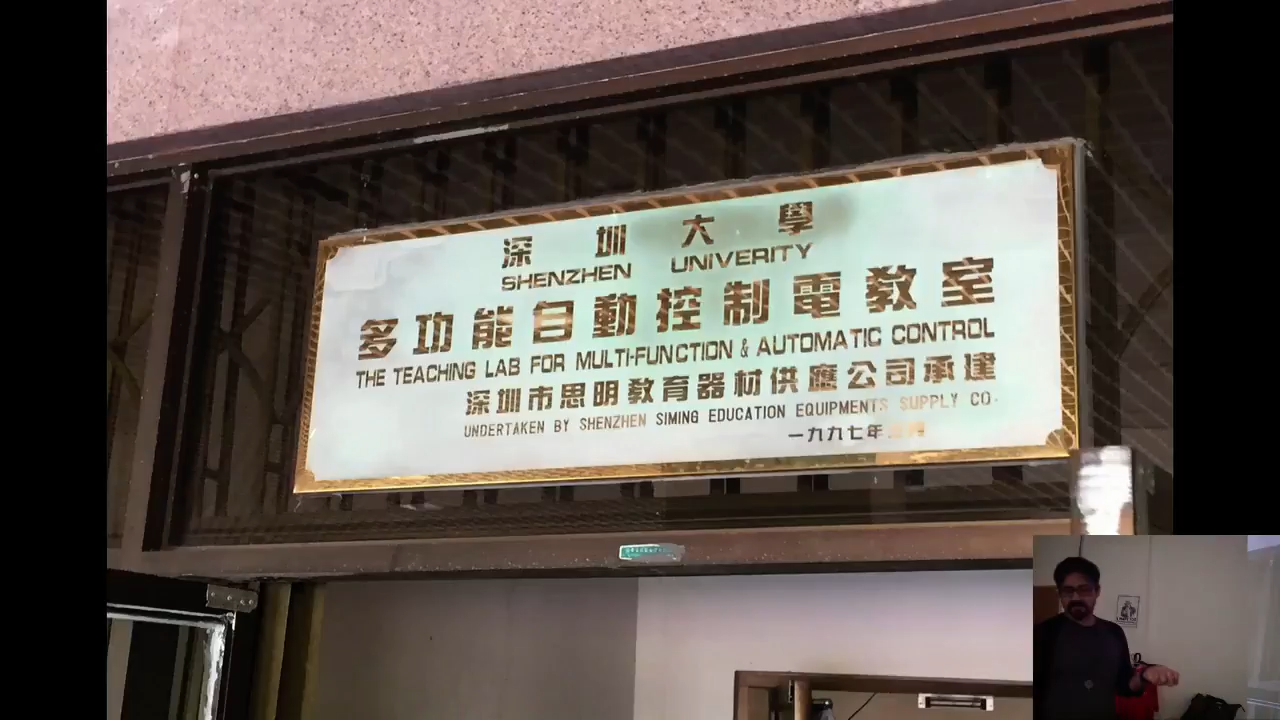 深圳大學
SHENZHEN UNIVERITY
多功能自動控制電教室
THE TEACHING LAB FOR MULTI-FUNCTION & AUTOMATIC CONTROL
深圳市思明教育器材供應公司承建
UNDERTAKEN BY SHENZHEN SIMING EDUCATION EQUIPMENTS SUPPLY CO.
一九九七年